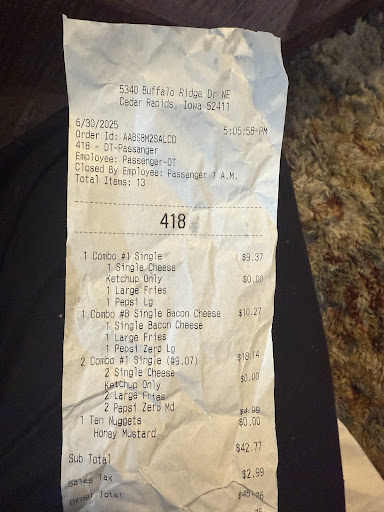 5340 Buffalo Ridge Dr NE
Cedar Rapids, Iowa 52411
6/30/2025 5:05:58 PM
Order Id: AABSBM2SALCD
418 - DT-Passanger
Employee: Passenger-DT
Closed By Employee: Passenger 1 A.M.
Total Items: 13
418
1 Combo #1 Single $9.37
1 Single Cheese
Ketchup Only $0.00
1 Large Fries
1 Pepsi Lg
1 Combo #8 Single Bacon Cheese $10.27
1 Single Bacon Cheese
1 Large Fries
1 Pepsi Zero Lg
2 Combo #1 Single (@9.07) $18.14
2 Single Cheese
Ketchup Only $0.00
2 Large Fries
2 Pepsi Zero Md
1 Ten Nuggets $4.99
Honey Mustard $0.00
Sub Total $42.77
Sales Tax $2.99
Order Total